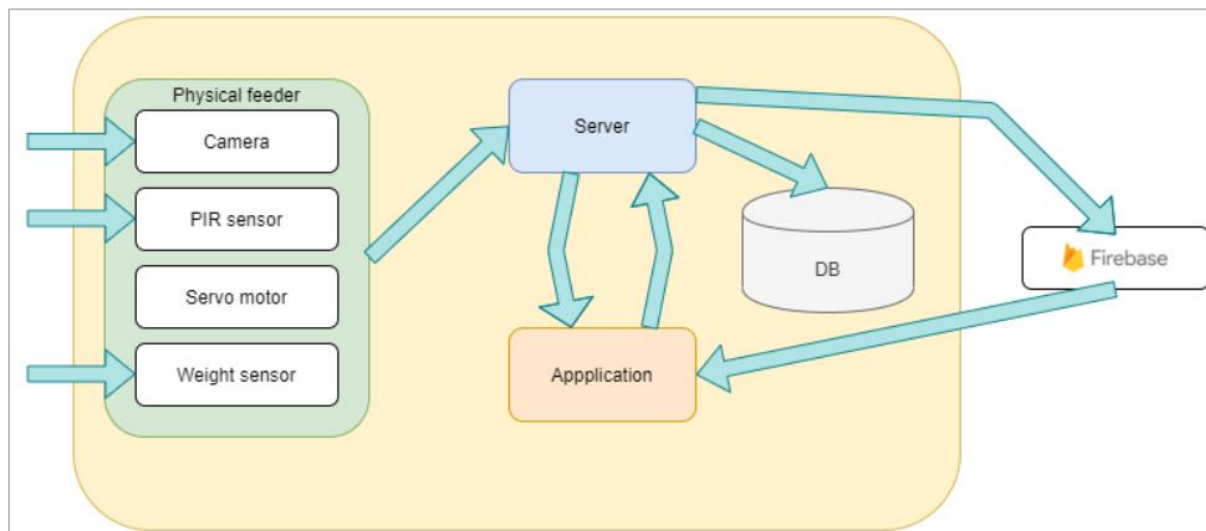 Physical feeder
Camera
PIR sensor
Servo motor
Weight sensor
Server
DB
Appplication
Firebase